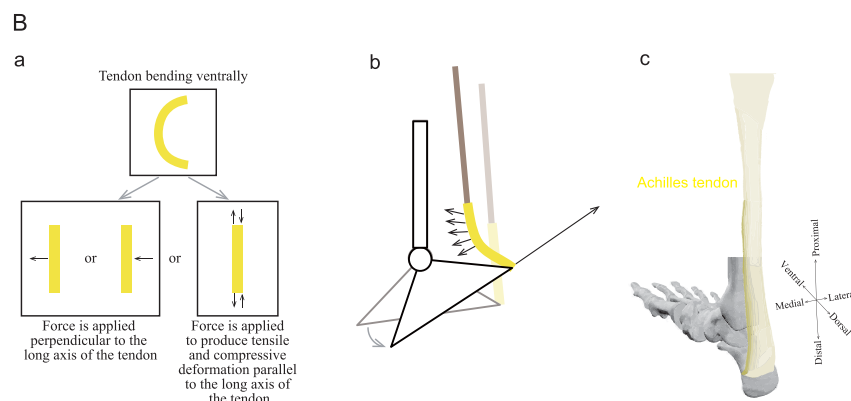 B
a
Tendon bending ventrally
or
or
Force is applied
perpendicular to the
long axis of the tendon
Force is applied
to produce tensile
and compressive
deformation parallel
to the long axis of
the tendon
b
c
Achilles tendon
Proximal
Ventral
Medial
Latera
Dorsal
Distal